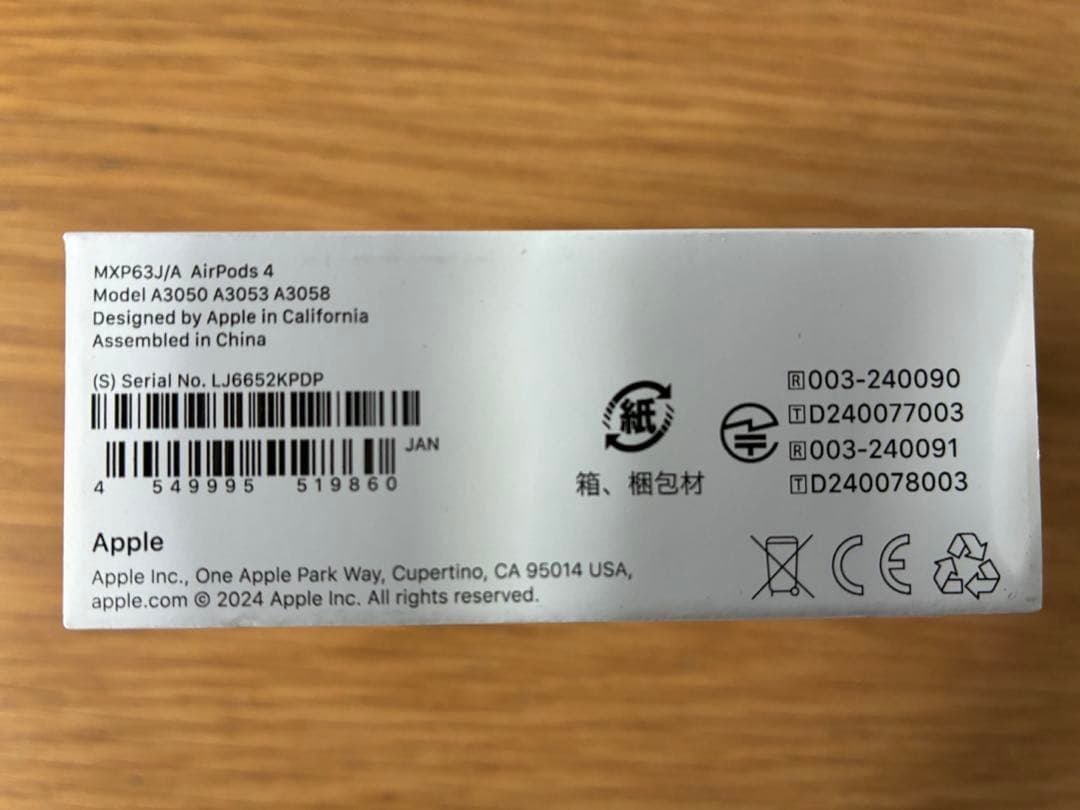 MXP63J/A AirPods 4
Model A3050 A3053 A3058
Designed by Apple in California
Assembled in China
(S) Serial No. LJ6652KPDP
JAN
4 549995 519860
紙
箱、梱包材
R003-240090
TD240077003
R003-240091
TD240078003
Apple
Apple Inc., One Apple Park Way, Cupertino, CA 95014 USA,
apple.com © 2024 Apple Inc. All rights reserved.
CE